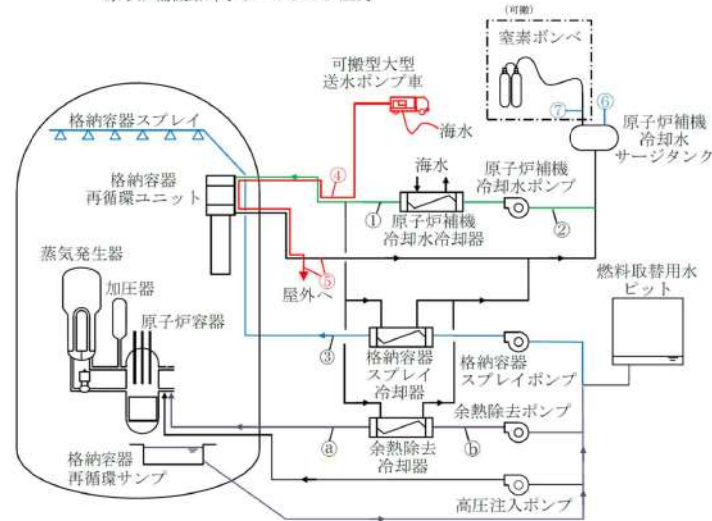 (可搬)
窒素ボンベ
可搬型大型
送水ポンプ車
⑦
⑥
格納容器スプレイ
海水
原子炉補機
冷却水
サージタンク
海水
原子炉補機
冷却水ポンプ
格納容器
再循環ユニット
④
①
原子炉補機
冷却水冷却器
②
蒸気発生器
加圧器
原子炉容器
⑤
屋外へ
燃料取替用水
ピット
③
格納容器
スプレイ
冷却器
格納容器
スプレイポンプ
余熱除去ポンプ
ⓐ
ⓑ
余熱除去
冷却器
格納容器
再循環サンプ
高圧注入ポンプ